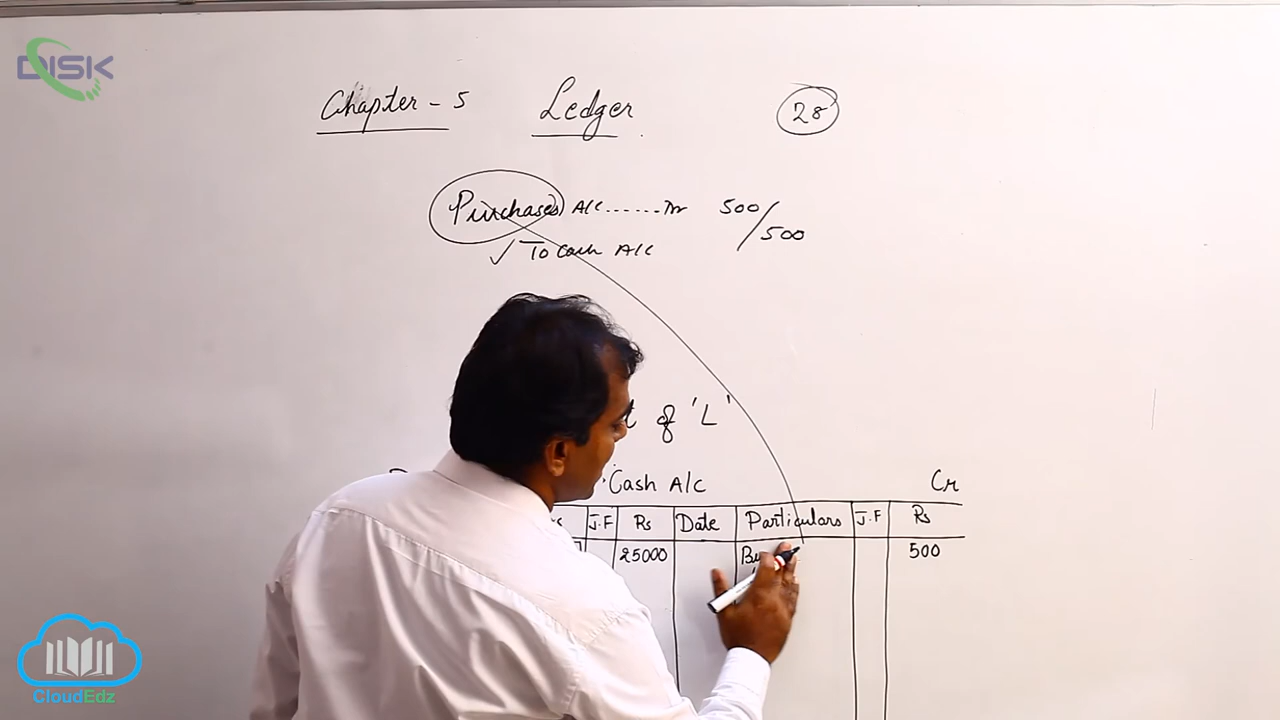 DISK
Chapter - 5 Ledger 28
Purchases A/c ...... Dr 500
To Cash A/c 500
of 'L'
Cash A/c Cr
J.F Rs Date Particulars J.F Rs
25000 By 500
CloudEdz